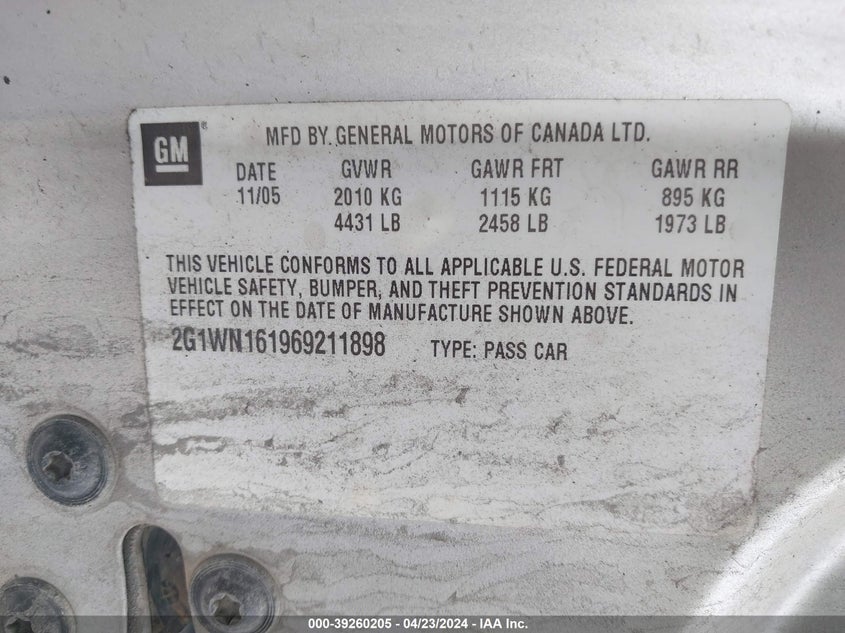 GM®
MFD BY. GENERAL MOTORS OF CANADA LTD.
DATE GVWR GAWR FRT GAWR RR
11/05 2010 KG 1115 KG 895 KG
4431 LB 2458 LB 1973 LB
THIS VEHICLE CONFORMS TO ALL APPLICABLE U.S. FEDERAL MOTOR
VEHICLE SAFETY, BUMPER, AND THEFT PREVENTION STANDARDS IN
EFFECT ON THE DATE OF MANUFACTURE SHOWN ABOVE.
2G1WN161969211898 TYPE: PASS CAR
000-39260205 - 04/23/2024 - IAA Inc.